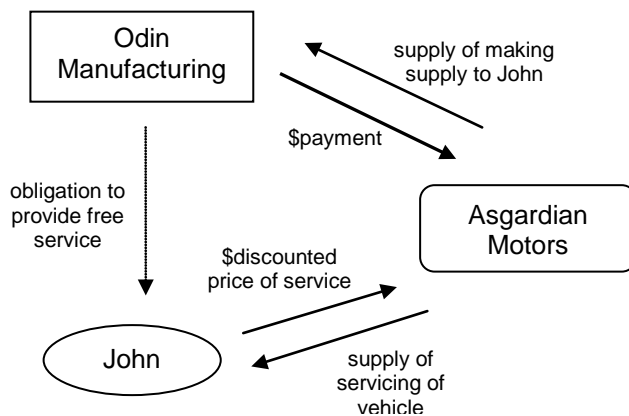 Odin
Manufacturing
supply of making
supply to John
$payment
obligation to
provide free
service
Asgardian
Motors
$discounted
price of service
John
supply of
servicing of
vehicle